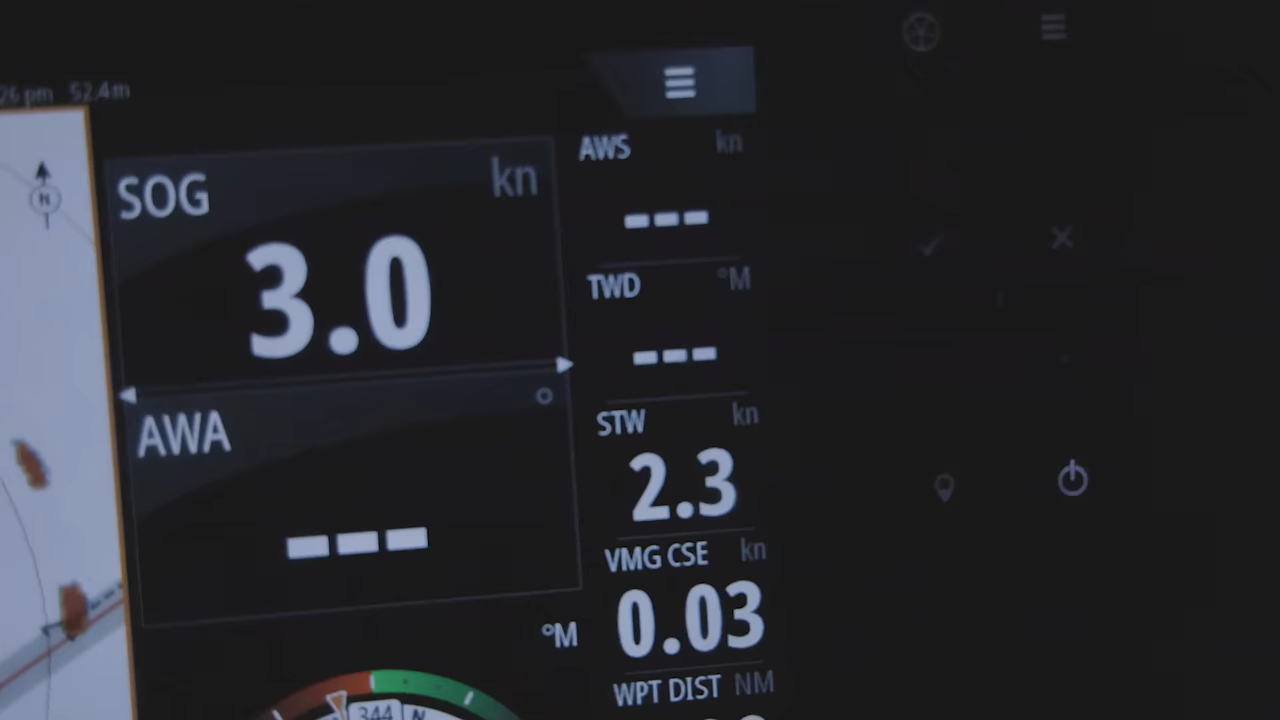 26 pm 52.4 m
N
SOG kn
3.0
AWA °
---
°M
344 N
AWS kn
---
TWD °M
---
STW kn
2.3
VMG CSE kn
0.03
WPT DIST NM